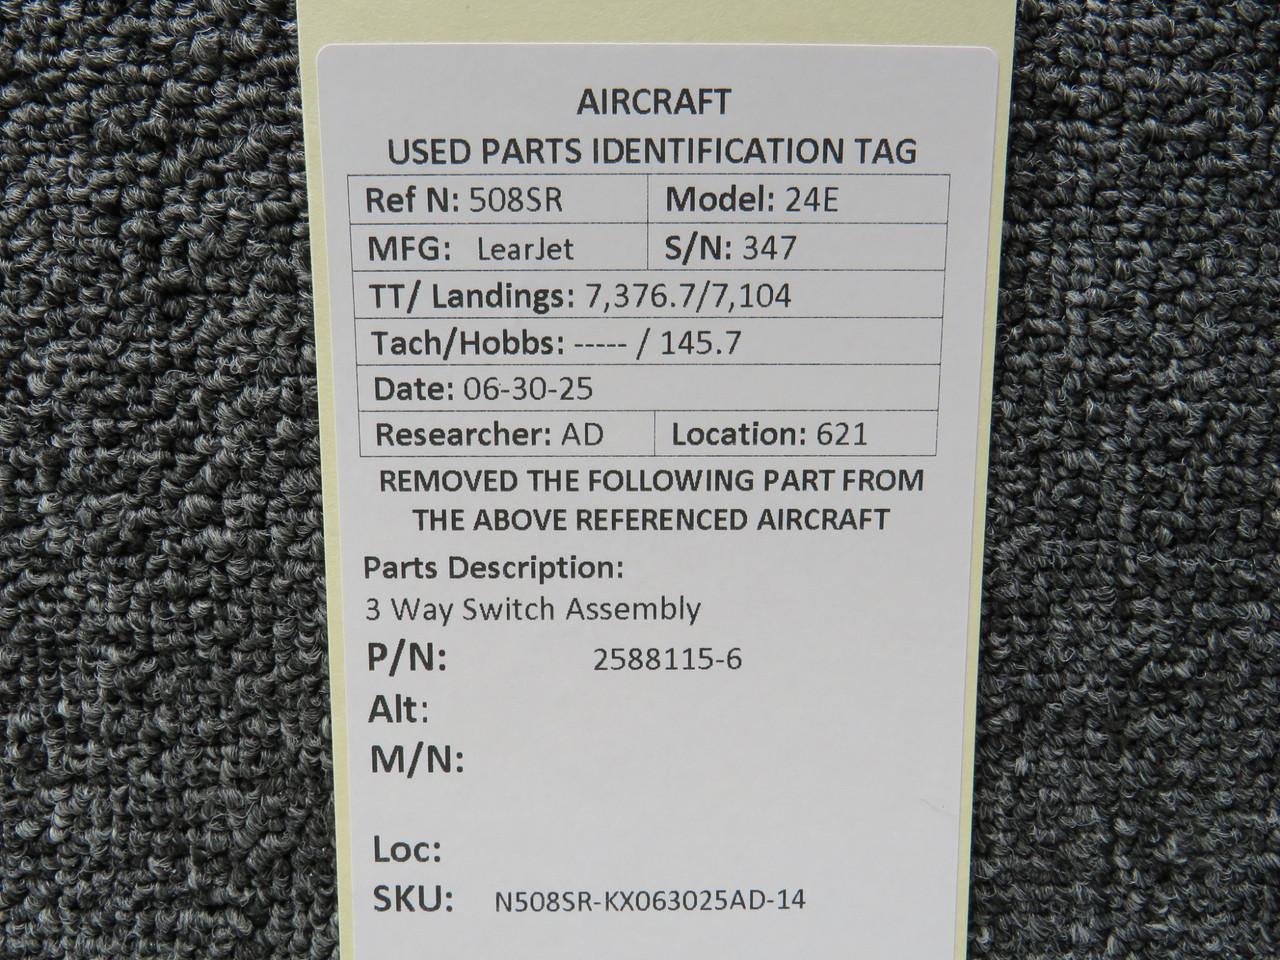 AIRCRAFT
USED PARTS IDENTIFICATION TAG
Ref N: 508SR Model: 24E
MFG: LearJet S/N: 347
TT/ Landings: 7,376.7/7,104
Tach/Hobbs: ----- / 145.7
Date: 06-30-25
Researcher: AD Location: 621
REMOVED THE FOLLOWING PART FROM
THE ABOVE REFERENCED AIRCRAFT
Parts Description:
3 Way Switch Assembly
P/N: 2588115-6
Alt:
M/N:
Loc:
SKU: N508SR-KX063025AD-14